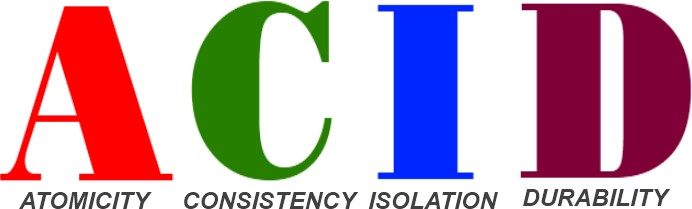 ACID
ATOMICITY CONSISTENCY ISOLATION DURABILITY